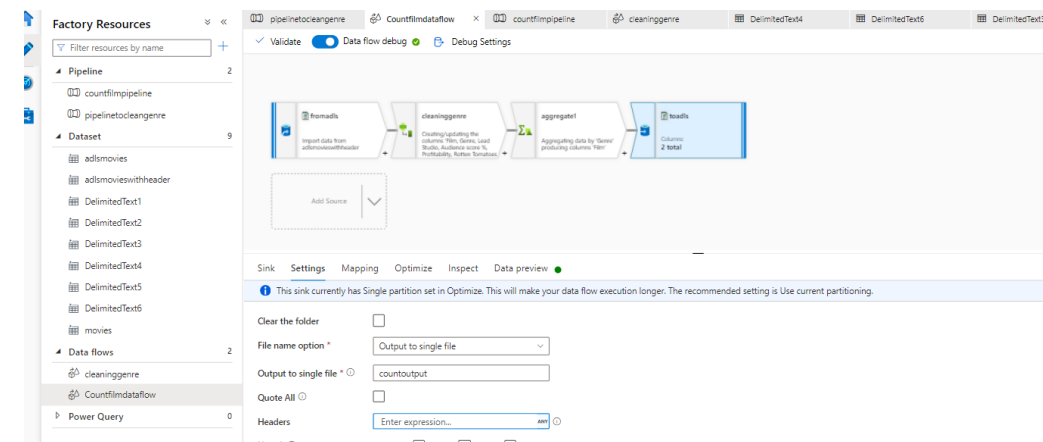 Factory Resources
Filter resources by name
Pipeline 2
countfilmpipeline
pipelinetocleangenre
Dataset 9
adlsmovies
adlsmovieswithheader
DelimitedText1
DelimitedText2
DelimitedText3
DelimitedText4
DelimitedText5
DelimitedText6
movies
Data flows 2
cleaninggenre
Countfilmdataflow
Power Query 0
pipelinetocleangenre Countfilmdataflow countfilmpipeline cleaninggenre DelimitedText4 DelimitedText6 DelimitedText3
Validate Data flow debug Debug Settings
fromadls
Import data from
adlsmovieswithheader
cleaninggenre
Creating/updating the
columns 'Film, Genre, Lead
Studio, Audience score %,
Profitability, Rotten Tomatoes
aggregate1
Aggregating data by 'Genre'
producing columns 'Film'
toadls
Columns:
2 total
Add Source
Sink Settings Mapping Optimize Inspect Data preview
This sink currently has Single partition set in Optimize. This will make your data flow execution longer. The recommended setting is Use current partitioning.
Clear the folder
File name option * Output to single file
Output to single file * countoutput
Quote All
Headers Enter expression... ANY